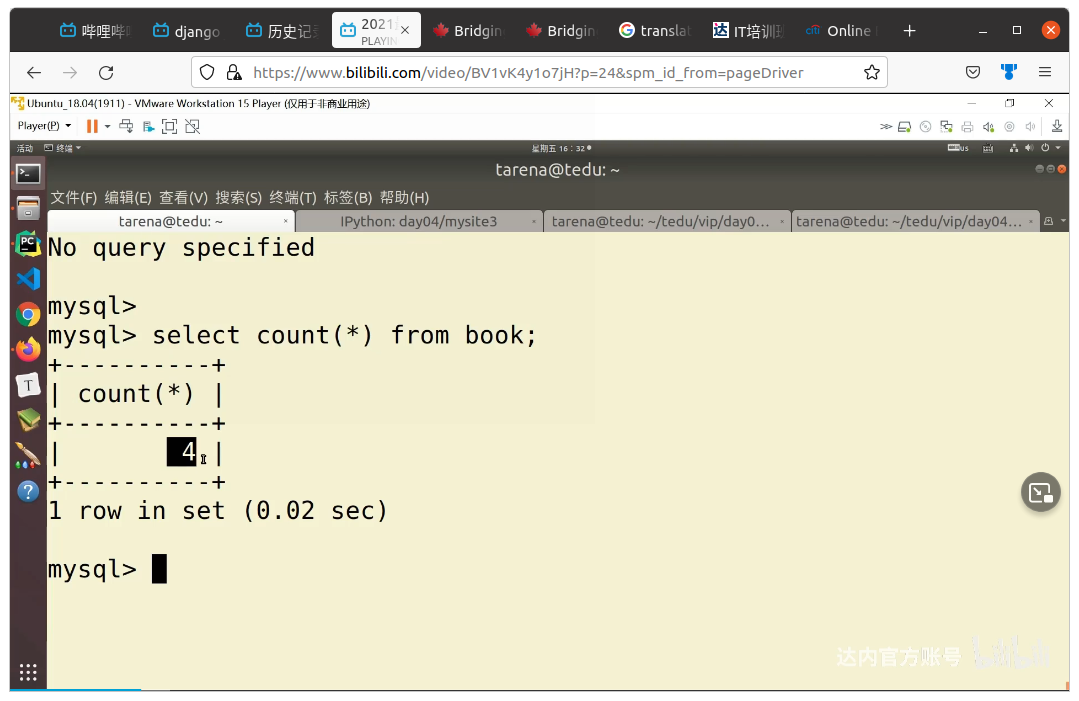 哔哩哔哩
django
历史记录
2021
PLAYIN
Bridging
Bridging
translat
IT培训班
citi Online
https://www.bilibili.com/video/BV1vK4y1o7jH?p=24&spm_id_from=pageDriver
Ubuntu_18.04(1911) - VMware Workstation 15 Player (仅用于非商业用途)
Player(P)
活动 终端 星期五 16:32
tarena@tedu: ~
文件(F) 编辑(E) 查看(V) 搜索(S) 终端(T) 标签(B) 帮助(H)
tarena@tedu: ~
IPython: day04/mysite3
tarena@tedu: ~/tedu/vip/day0...
tarena@tedu: ~/tedu/vip/day04...
No query specified
mysql>
mysql> select count(*) from book;
+----------+
| count(*) |
+----------+
|        4 |
+----------+
1 row in set (0.02 sec)
mysql>
达内官方账号